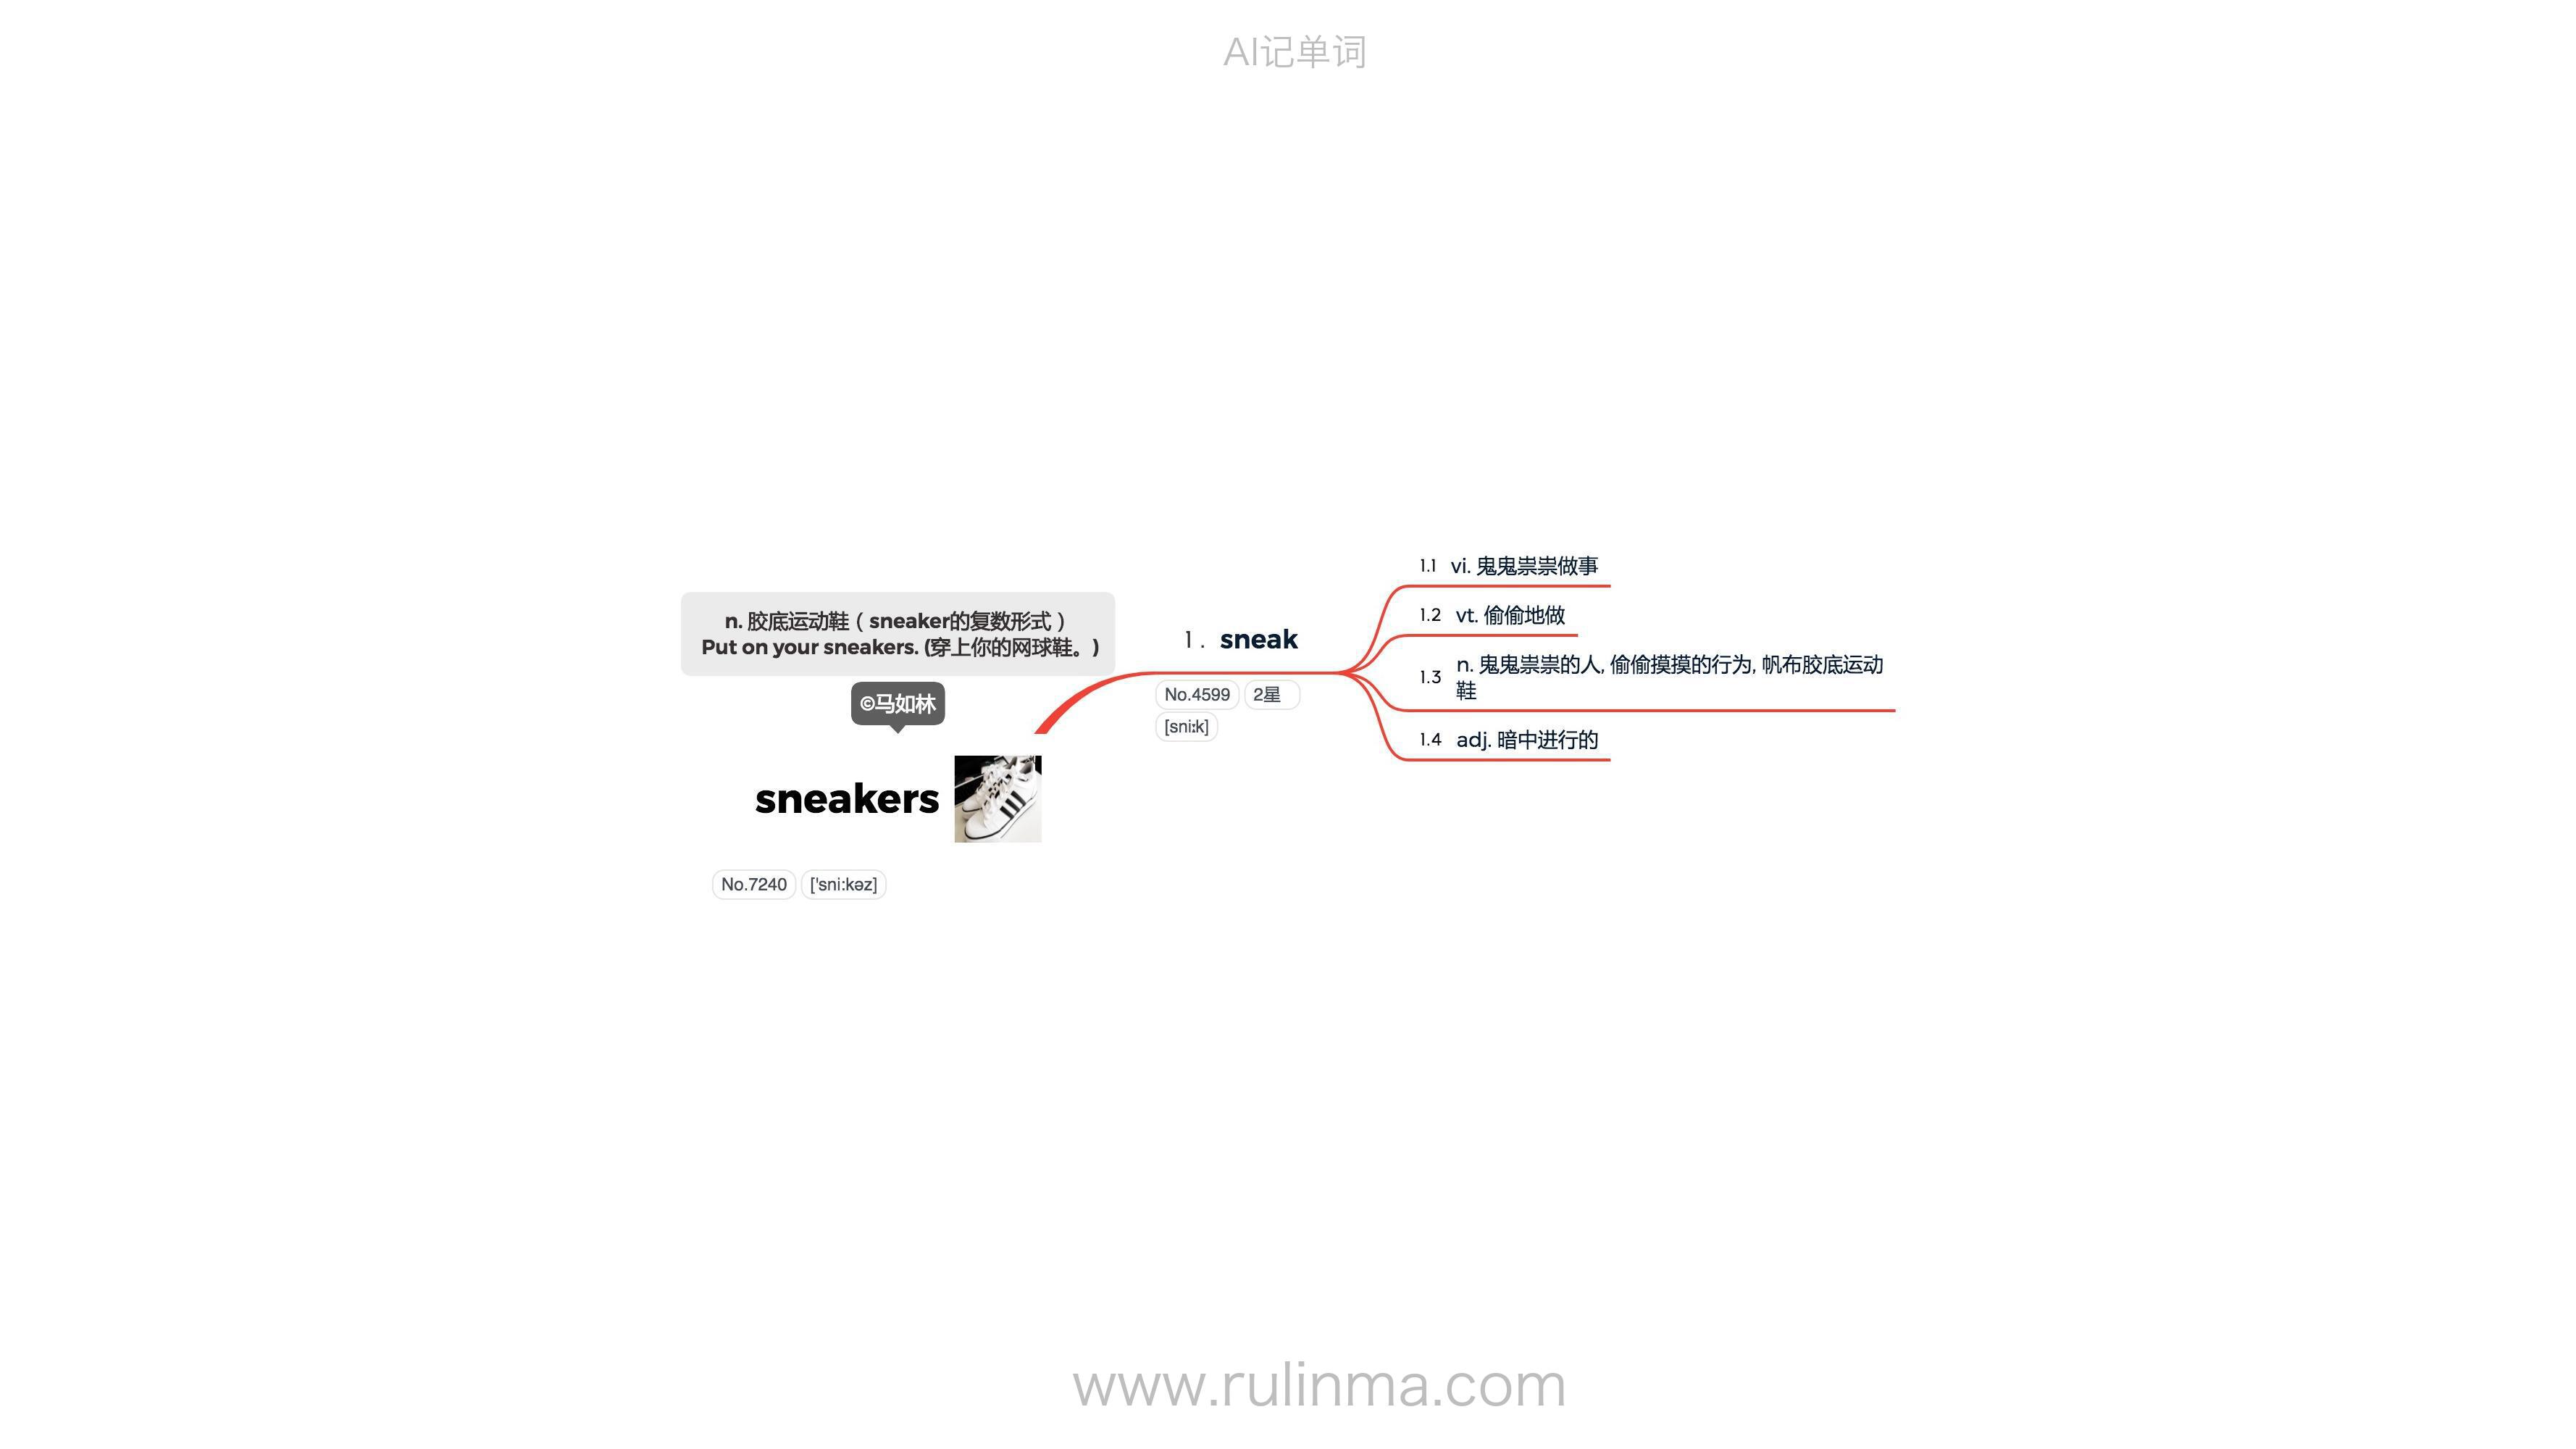 AI记单词
n. 胶底运动鞋（sneaker的复数形式）
Put on your sneakers. (穿上你的网球鞋。)
©马如林
sneakers
No.7240 ['sni:kəz]
1. sneak
No.4599 2星
[sni:k]
1.1 vi. 鬼鬼祟祟做事
1.2 vt. 偷偷地做
1.3 n. 鬼鬼祟祟的人, 偷偷摸摸的行为, 帆布胶底运动
鞋
1.4 adj. 暗中进行的
www.rulinma.com